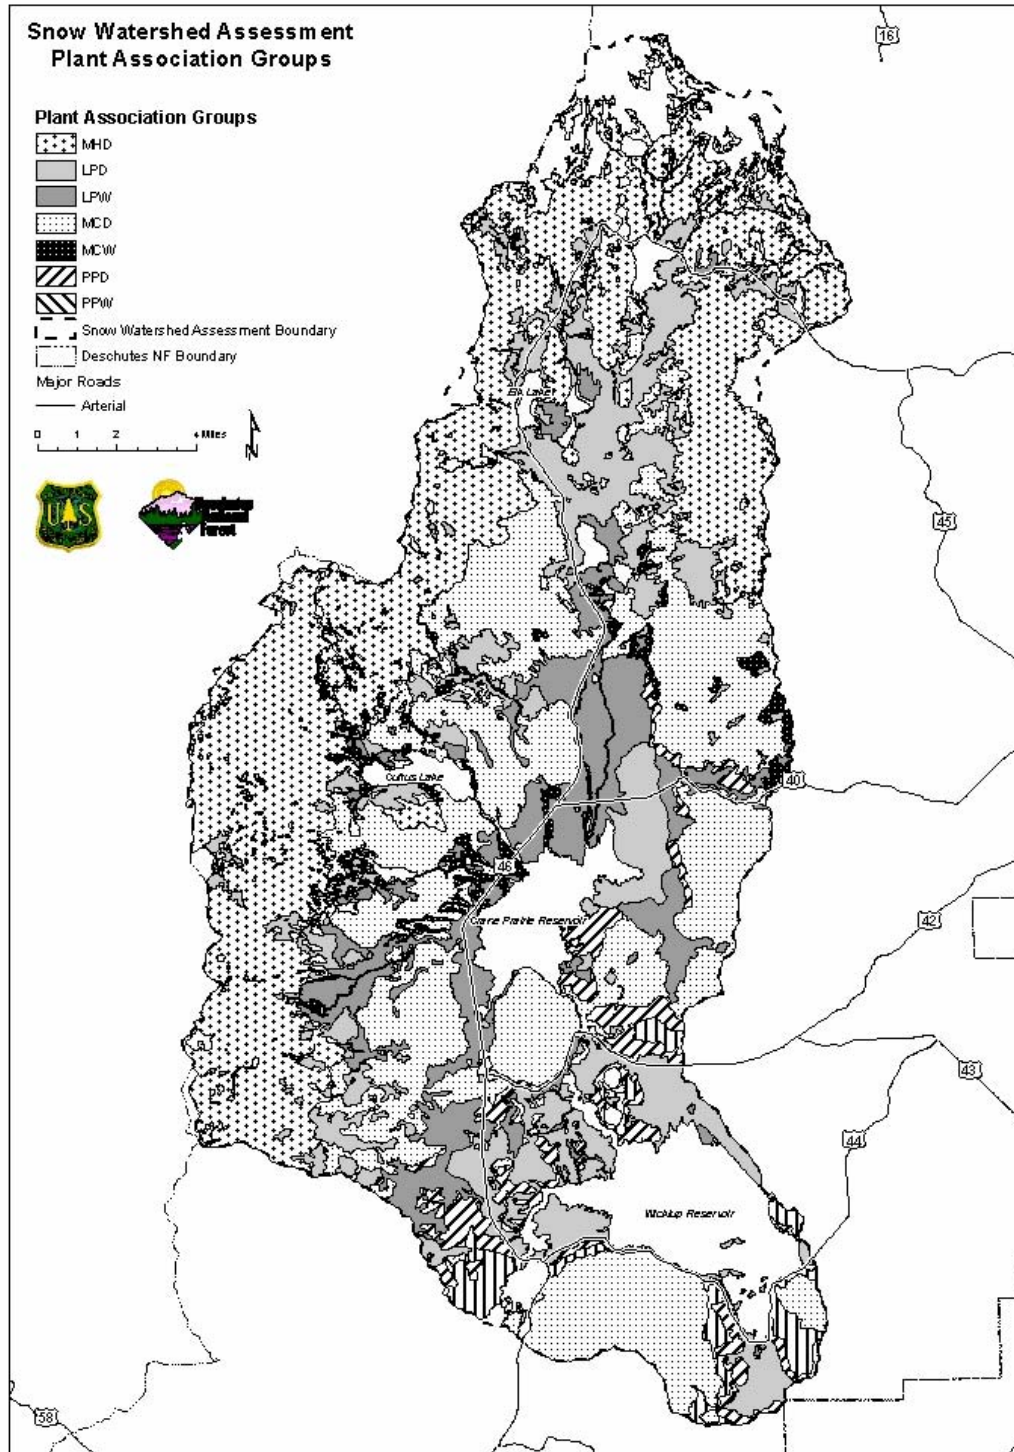 Snow Watershed Assessment
Plant Association Groups
16
Plant Association Groups
MHD
LPD
LPW
MCD
MCW
PPD
PPW
Snow Watershed Assessment Boundary
Deschutes NF Boundary
Major Roads
Arterial
0 1 2 4 Miles
U S
National
Forest
Elk Lake
45
Cultus Lake
40
46
Crane Prairie Reservoir
42
43
44
Wickiup Reservoir
58